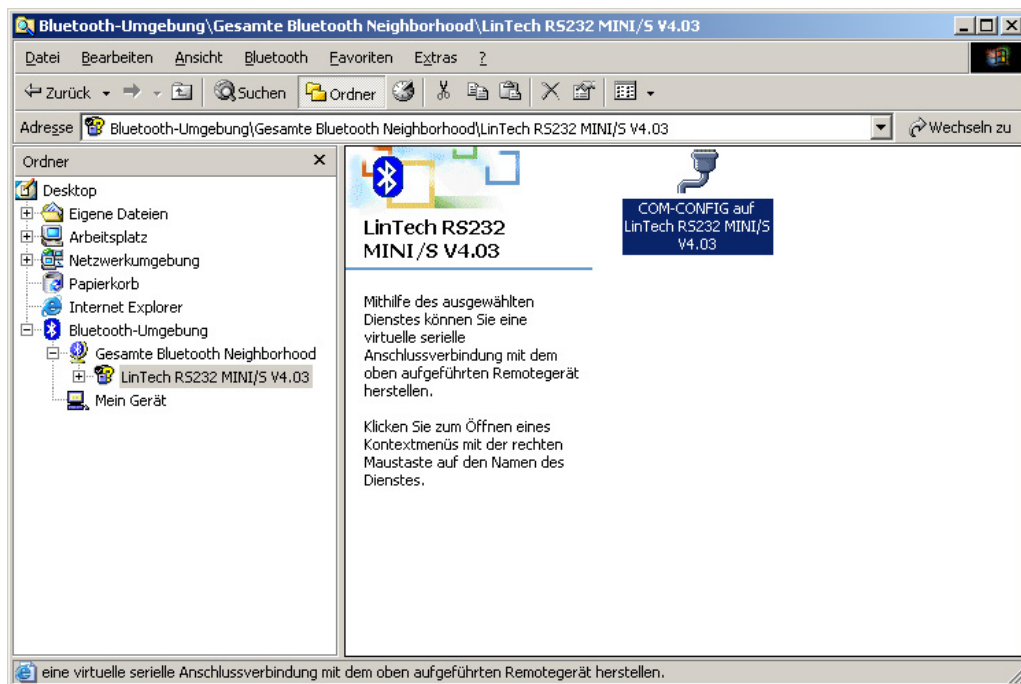 Bluetooth-Umgebung\Gesamte Bluetooth Neighborhood\LinTech RS232 MINI/S V4.03
Datei Bearbeiten Ansicht Bluetooth Favoriten Extras ?
Zurück Suchen Ordner
Adresse Bluetooth-Umgebung\Gesamte Bluetooth Neighborhood\LinTech RS232 MINI/S V4.03 Wechseln zu
Ordner
Desktop
Eigene Dateien
Arbeitsplatz
Netzwerkumgebung
Papierkorb
Internet Explorer
Bluetooth-Umgebung
Gesamte Bluetooth Neighborhood
LinTech RS232 MINI/S V4.03
Mein Gerät
LinTech RS232
MINI/S V4.03
Mithilfe des ausgewählten
Dienstes können Sie eine
virtuelle serielle
Anschlussverbindung mit dem
oben aufgeführten Remotegerät
herstellen.
Klicken Sie zum Öffnen eines
Kontextmenüs mit der rechten
Maustaste auf den Namen des
Dienstes.
COM-CONFIG auf
LinTech RS232 MINI/S
V4.03
eine virtuelle serielle Anschlussverbindung mit dem oben aufgeführten Remotegerät herstellen.